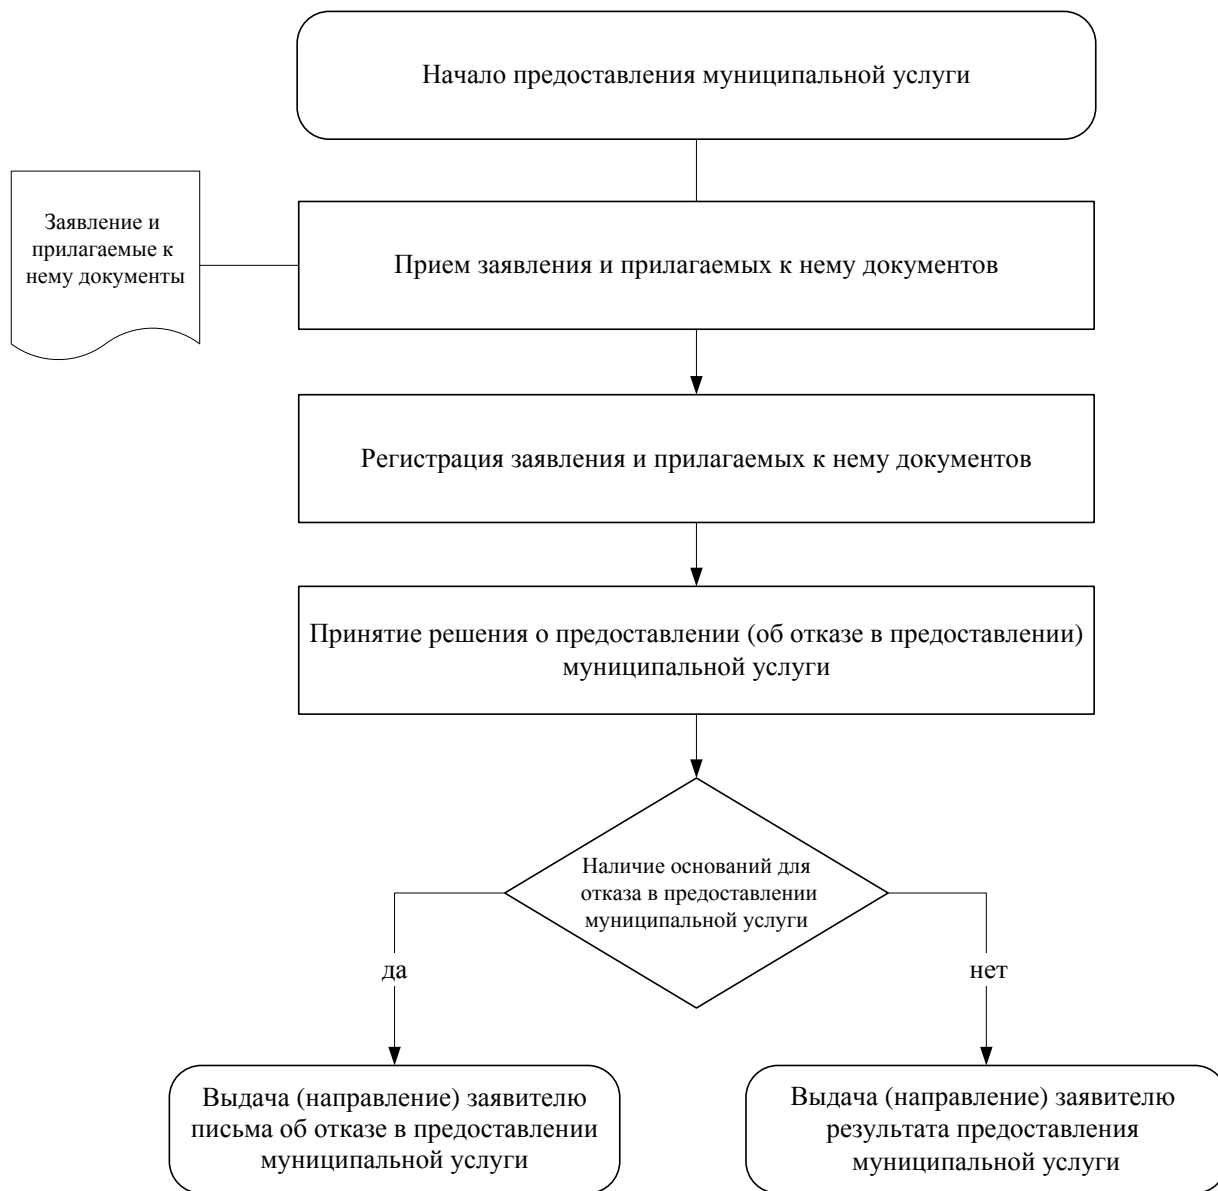 Начало предоставления муниципальной услуги
Заявление и
прилагаемые к
нему документы
Прием заявления и прилагаемых к нему документов
Регистрация заявления и прилагаемых к нему документов
Принятие решения о предоставлении (об отказе в предоставлении)
муниципальной услуги
Наличие оснований для
отказа в предоставлении
муниципальной услуги
да
нет
Выдача (направление) заявителю
письма об отказе в предоставлении
муниципальной услуги
Выдача (направление) заявителю
результата предоставления
муниципальной услуги